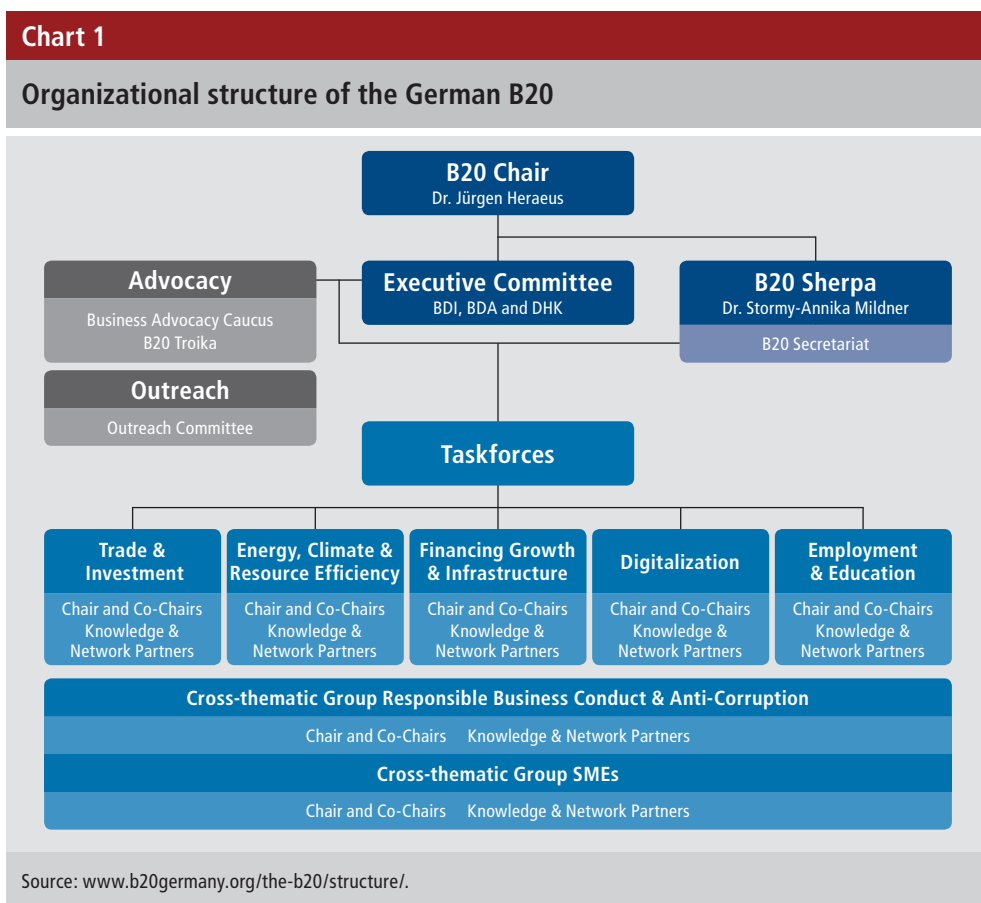 Chart 1
Organizational structure of the German B20
B20 Chair
Dr. Jürgen Heraeus
Advocacy
Business Advocacy Caucus
B20 Troika
Executive Committee
BDI, BDA and DHK
B20 Sherpa
Dr. Stormy-Annika Mildner
B20 Secretariat
Outreach
Outreach Committee
Taskforces
Trade &
Investment
Chair and Co-Chairs
Knowledge &
Network Partners
Energy, Climate &
Resource Efficiency
Chair and Co-Chairs
Knowledge &
Network Partners
Financing Growth
& Infrastructure
Chair and Co-Chairs
Knowledge &
Network Partners
Digitalization
Chair and Co-Chairs
Knowledge &
Network Partners
Employment
& Education
Chair and Co-Chairs
Knowledge &
Network Partners
Cross-thematic Group Responsible Business Conduct & Anti-Corruption
Chair and Co-Chairs Knowledge & Network Partners
Cross-thematic Group SMEs
Chair and Co-Chairs Knowledge & Network Partners
Source: www.b20germany.org/the-b20/structure/.